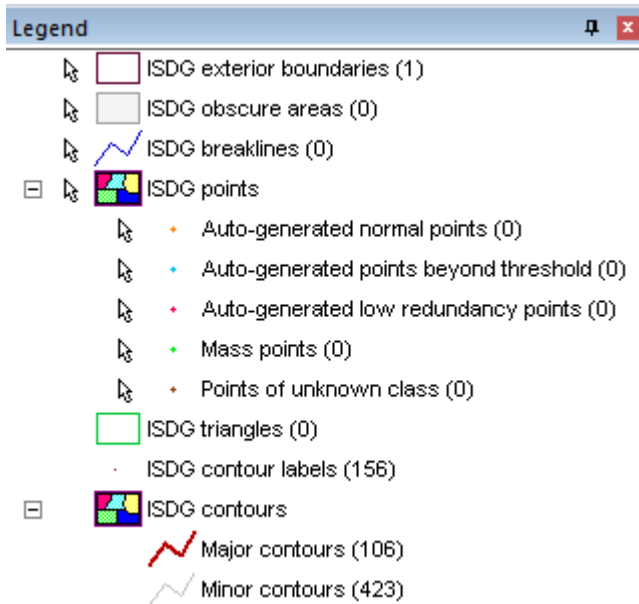 Legend
ISDG exterior boundaries (1)
ISDG obscure areas (0)
ISDG breaklines (0)
ISDG points
Auto-generated normal points (0)
Auto-generated points beyond threshold (0)
Auto-generated low redundancy points (0)
Mass points (0)
Points of unknown class (0)
ISDG triangles (0)
ISDG contour labels (156)
ISDG contours
Major contours (106)
Minor contours (423)